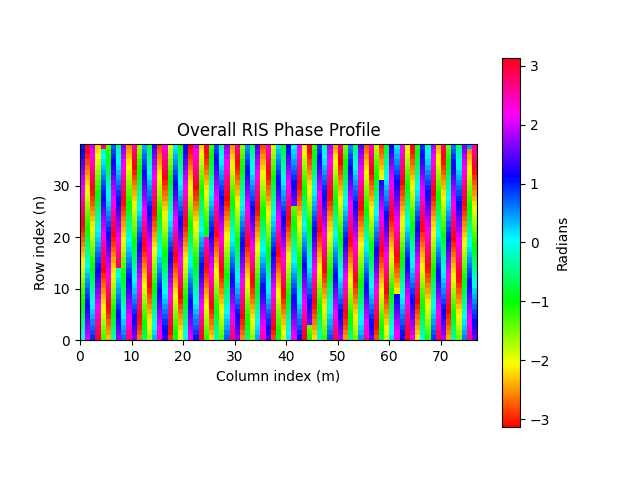 Overall RIS Phase Profile
Row index (n)
30
20
10
0
0 10 20 30 40 50 60 70
Column index (m)
3
2
1
0
−1
−2
−3
Radians